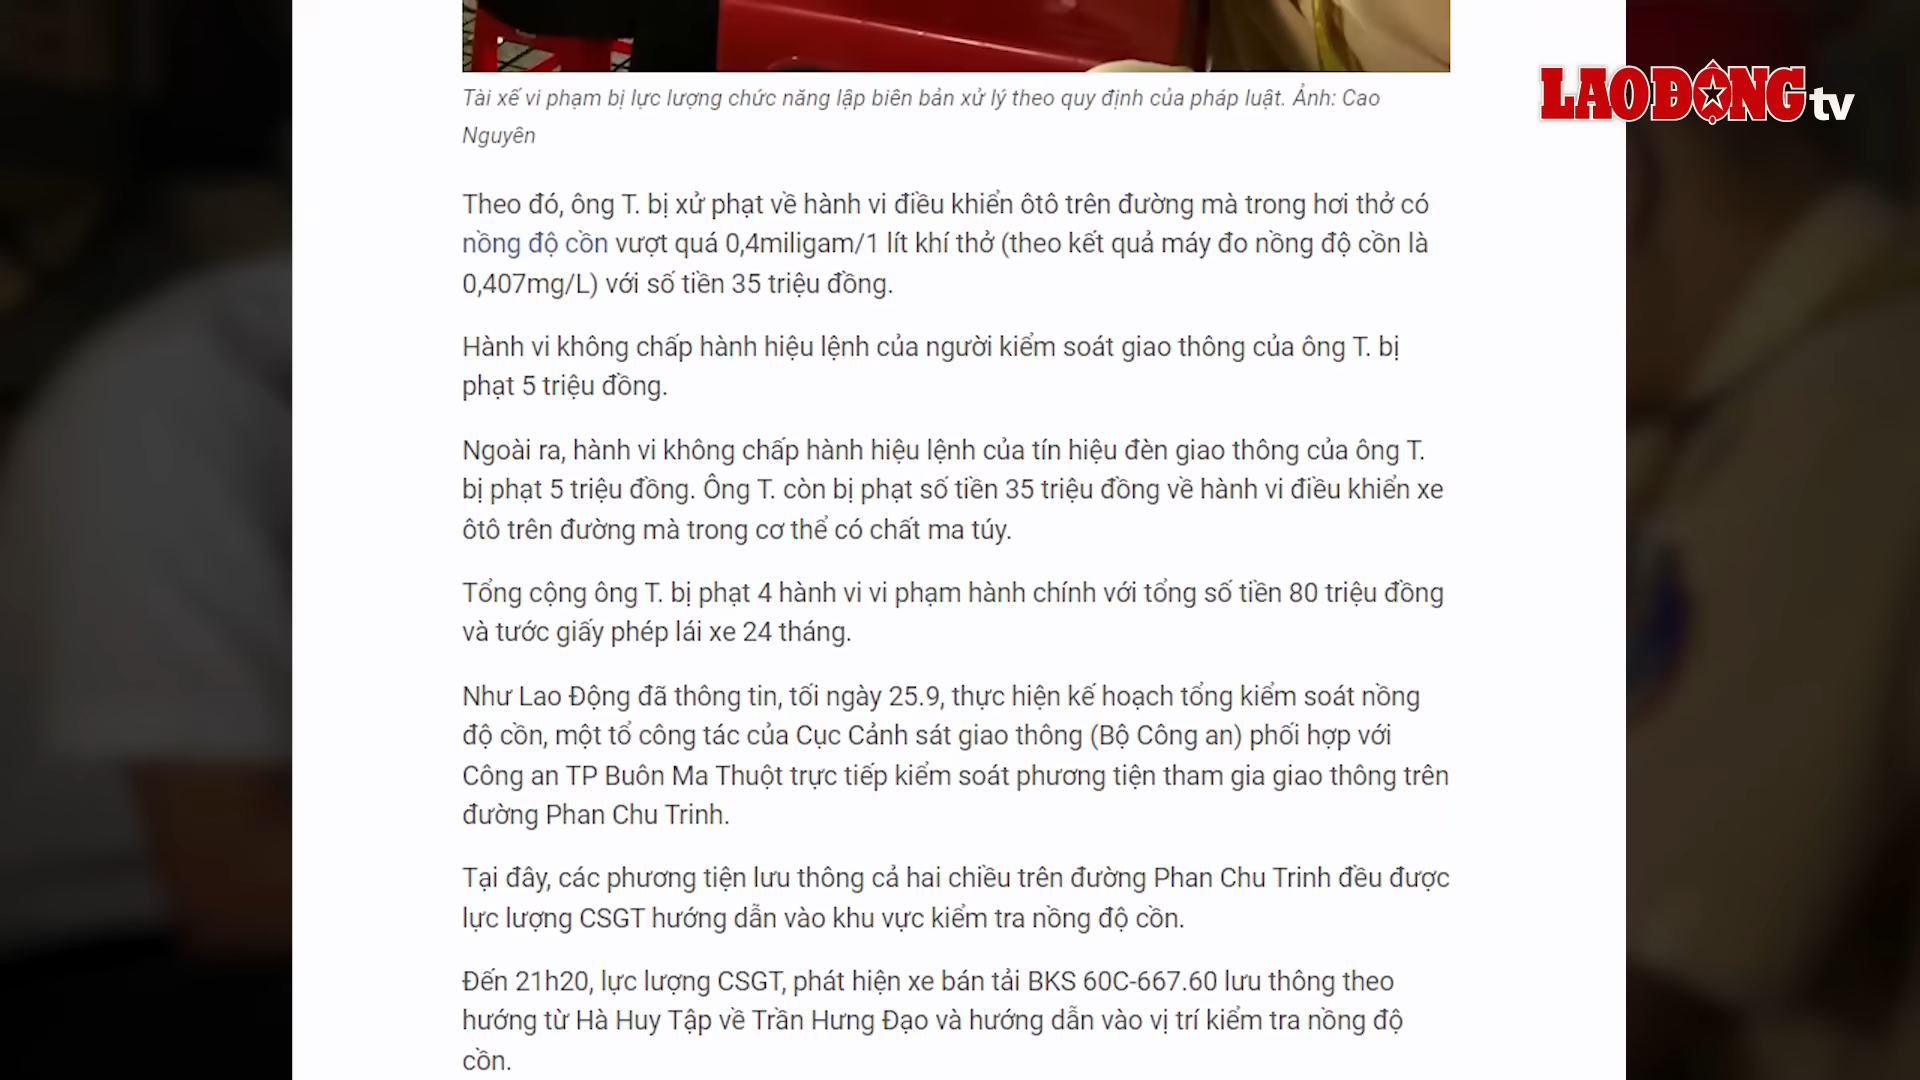 LAO ĐỘNG tv
Tài xế vi phạm bị lực lượng chức năng lập biên bản xử lý theo quy định của pháp luật. Ảnh: Cao
Nguyên
Theo đó, ông T. bị xử phạt về hành vi điều khiển ôtô trên đường mà trong hơi thở có
nồng độ cồn vượt quá 0,4miligam/1 lít khí thở (theo kết quả máy đo nồng độ cồn là
0,407mg/L) với số tiền 35 triệu đồng.
Hành vi không chấp hành hiệu lệnh của người kiểm soát giao thông của ông T. bị
phạt 5 triệu đồng.
Ngoài ra, hành vi không chấp hành hiệu lệnh của tín hiệu đèn giao thông của ông T.
bị phạt 5 triệu đồng. Ông T. còn bị phạt số tiền 35 triệu đồng về hành vi điều khiển xe
ôtô trên đường mà trong cơ thể có chất ma túy.
Tổng cộng ông T. bị phạt 4 hành vi vi phạm hành chính với tổng số tiền 80 triệu đồng
và tước giấy phép lái xe 24 tháng.
Như Lao Động đã thông tin, tối ngày 25.9, thực hiện kế hoạch tổng kiểm soát nồng
độ cồn, một tổ công tác của Cục Cảnh sát giao thông (Bộ Công an) phối hợp với
Công an TP Buôn Ma Thuột trực tiếp kiểm soát phương tiện tham gia giao thông trên
đường Phan Chu Trinh.
Tại đây, các phương tiện lưu thông cả hai chiều trên đường Phan Chu Trinh đều được
lực lượng CSGT hướng dẫn vào khu vực kiểm tra nồng độ cồn.
Đến 21h20, lực lượng CSGT, phát hiện xe bán tải BKS 60C-667.60 lưu thông theo
hướng từ Hà Huy Tập về Trần Hưng Đạo và hướng dẫn vào vị trí kiểm tra nồng độ
cồn.